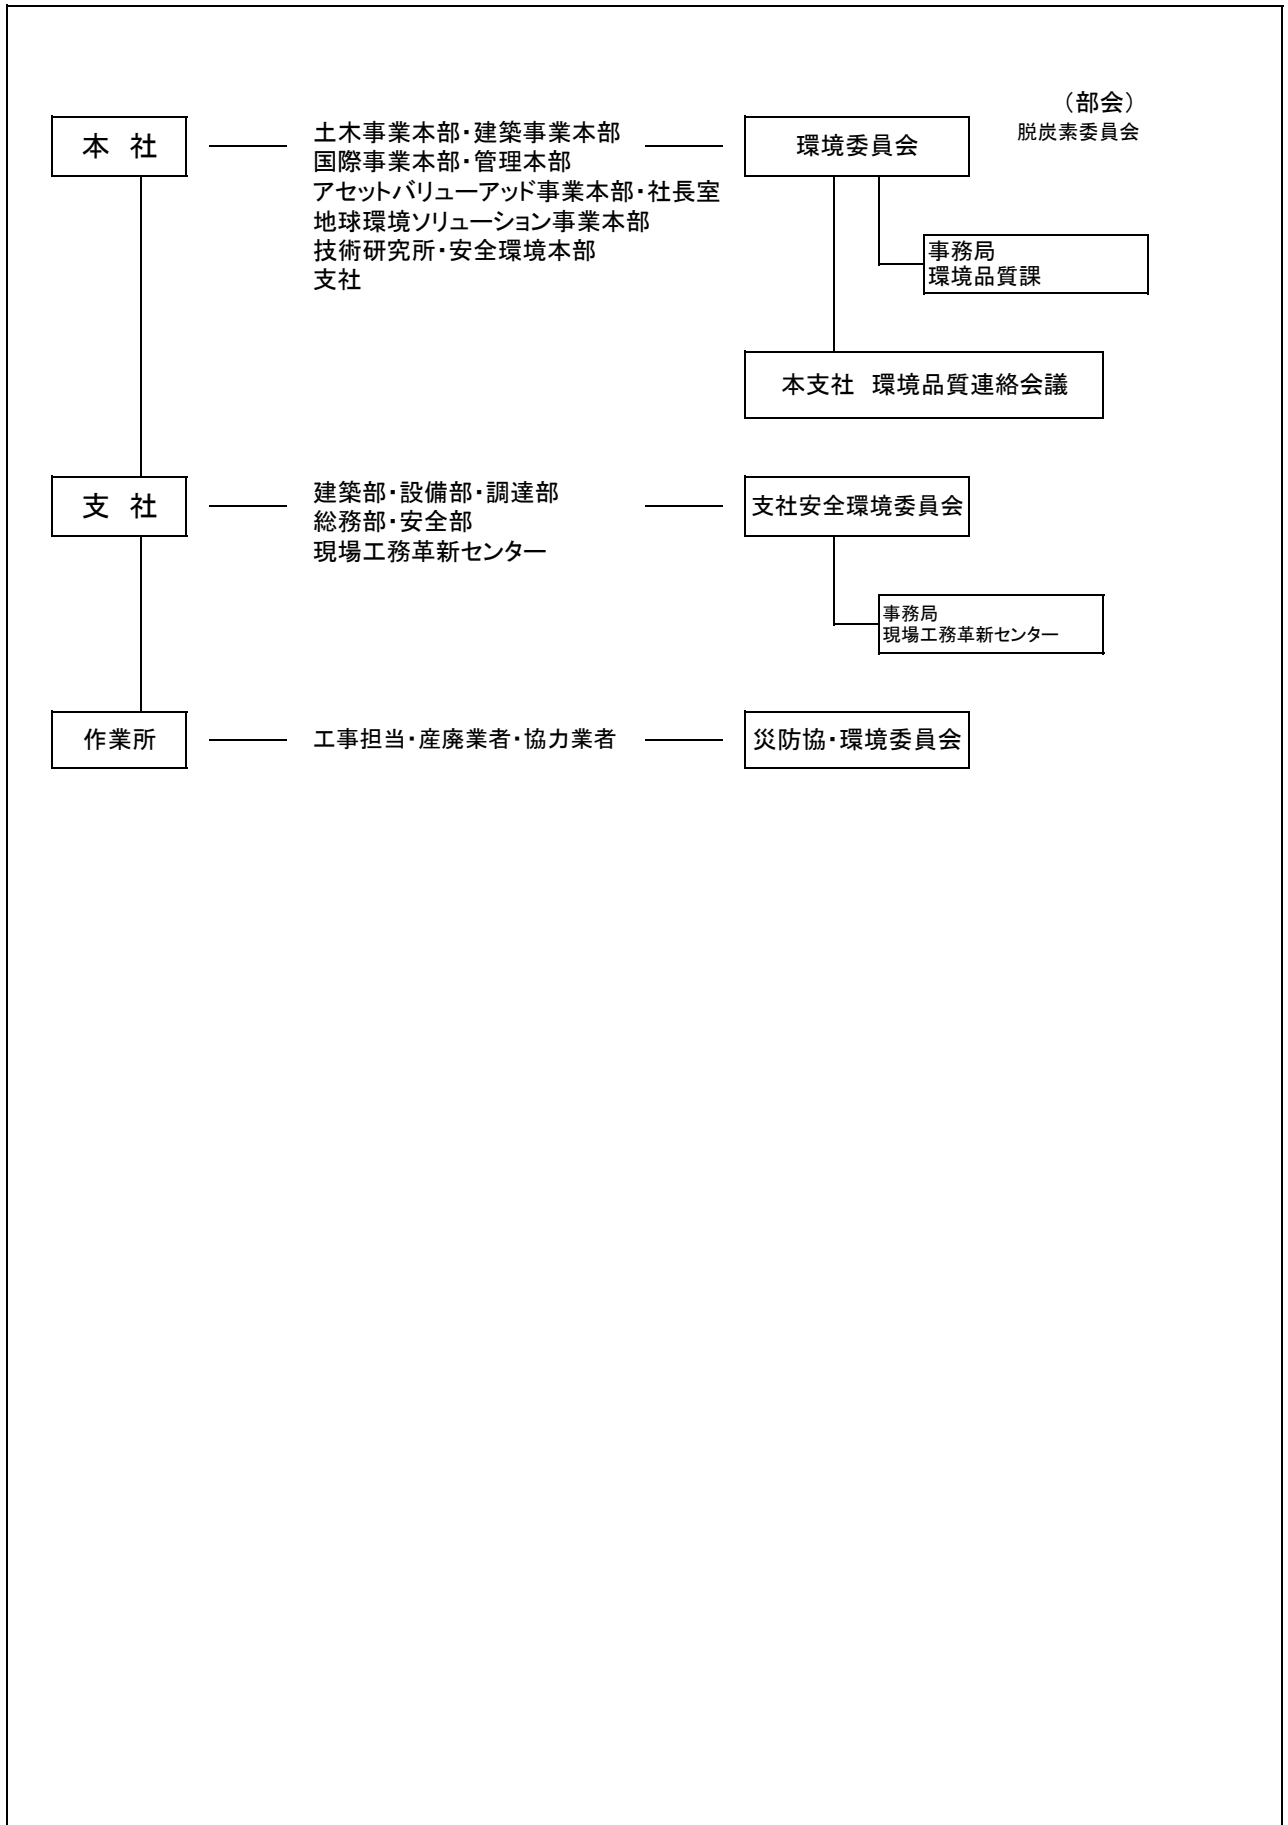 （部会）
脱炭素委員会
本　社
土木事業本部・建築事業本部
国際事業本部・管理本部
アセットバリューアッド事業本部・社長室
地球環境ソリューション事業本部
技術研究所・安全環境本部
支社
環境委員会
事務局
環境品質課
本支社　環境品質連絡会議
支　社
建築部・設備部・調達部
総務部・安全部
現場工務革新センター
支社安全環境委員会
事務局
現場工務革新センター
作業所
工事担当・産廃業者・協力業者
災防協・環境委員会